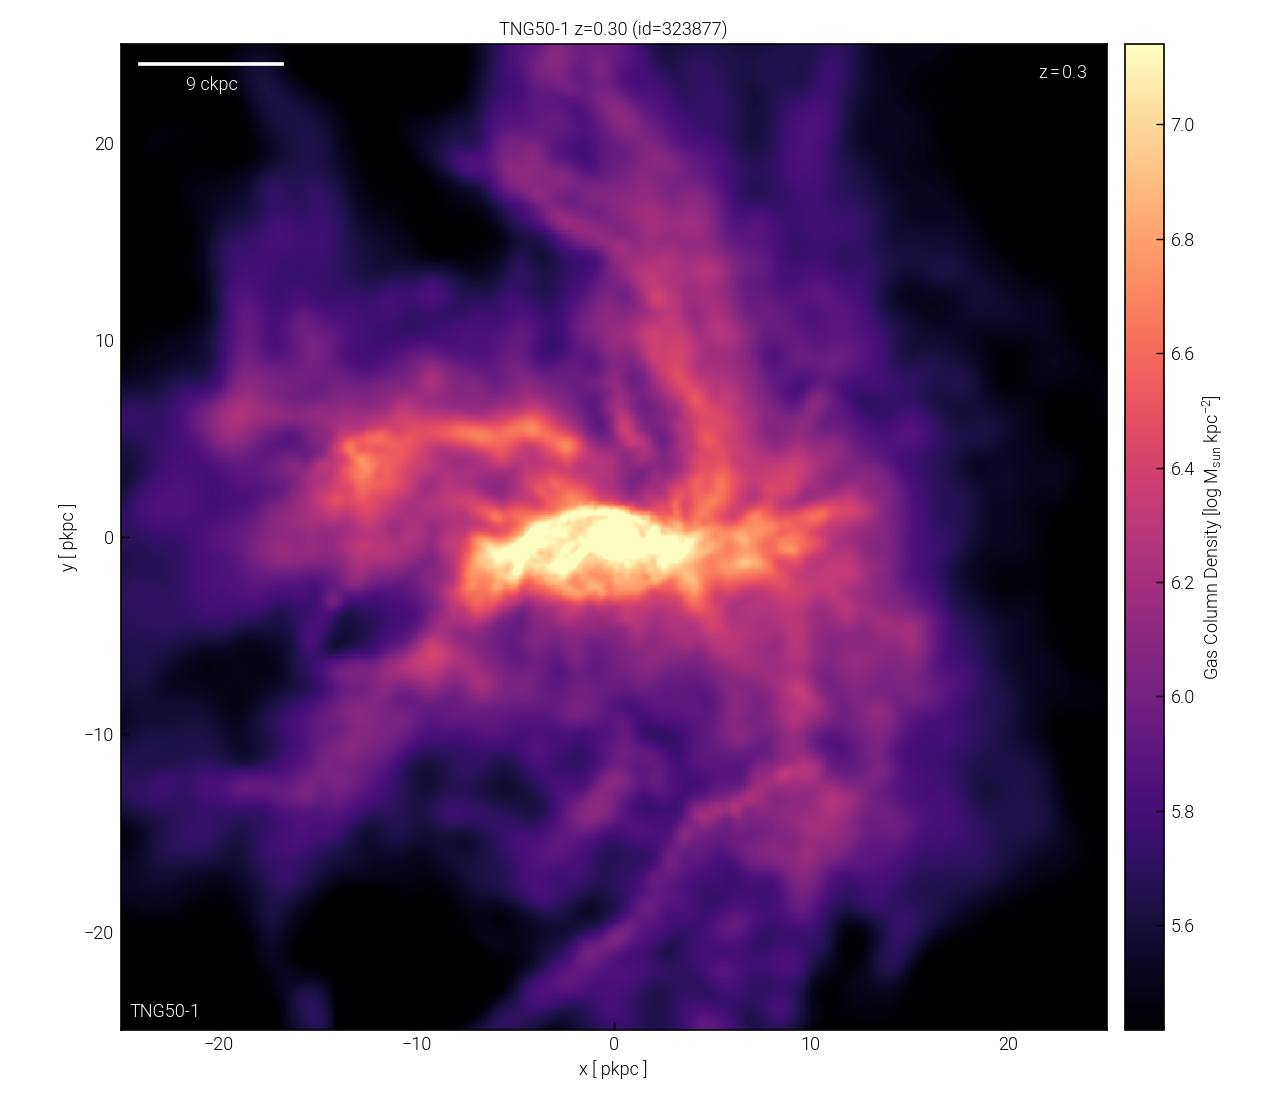 TNG50-1 z=0.30 (id=323877)
9 ckpc
z=0.3
20
10
0
−10
−20
y [ pkpc ]
TNG50-1
−20
−10
0
10
20
x [ pkpc ]
7.0
6.8
6.6
6.4
6.2
6.0
5.8
5.6
Gas Column Density [log M_sun kpc^−2]